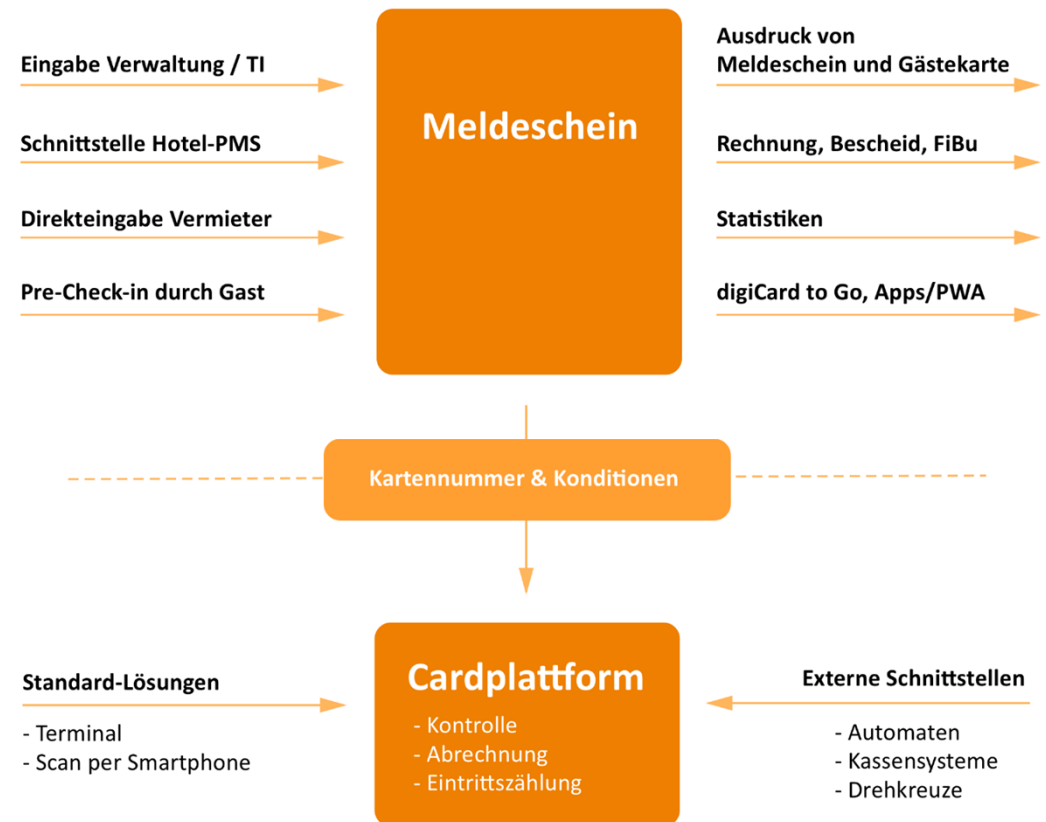 Eingabe Verwaltung / TI
Schnittstelle Hotel-PMS
Direkteingabe Vermieter
Pre-Check-in durch Gast
Meldeschein
Ausdruck von
Meldeschein und Gästekarte
Rechnung, Bescheid, FiBu
Statistiken
digiCard to Go, Apps/PWA
Kartennummer & Konditionen
Standard-Lösungen
- Terminal
- Scan per Smartphone
Cardplattform
- Kontrolle
- Abrechnung
- Eintrittszählung
Externe Schnittstellen
- Automaten
- Kassensysteme
- Drehkreuze